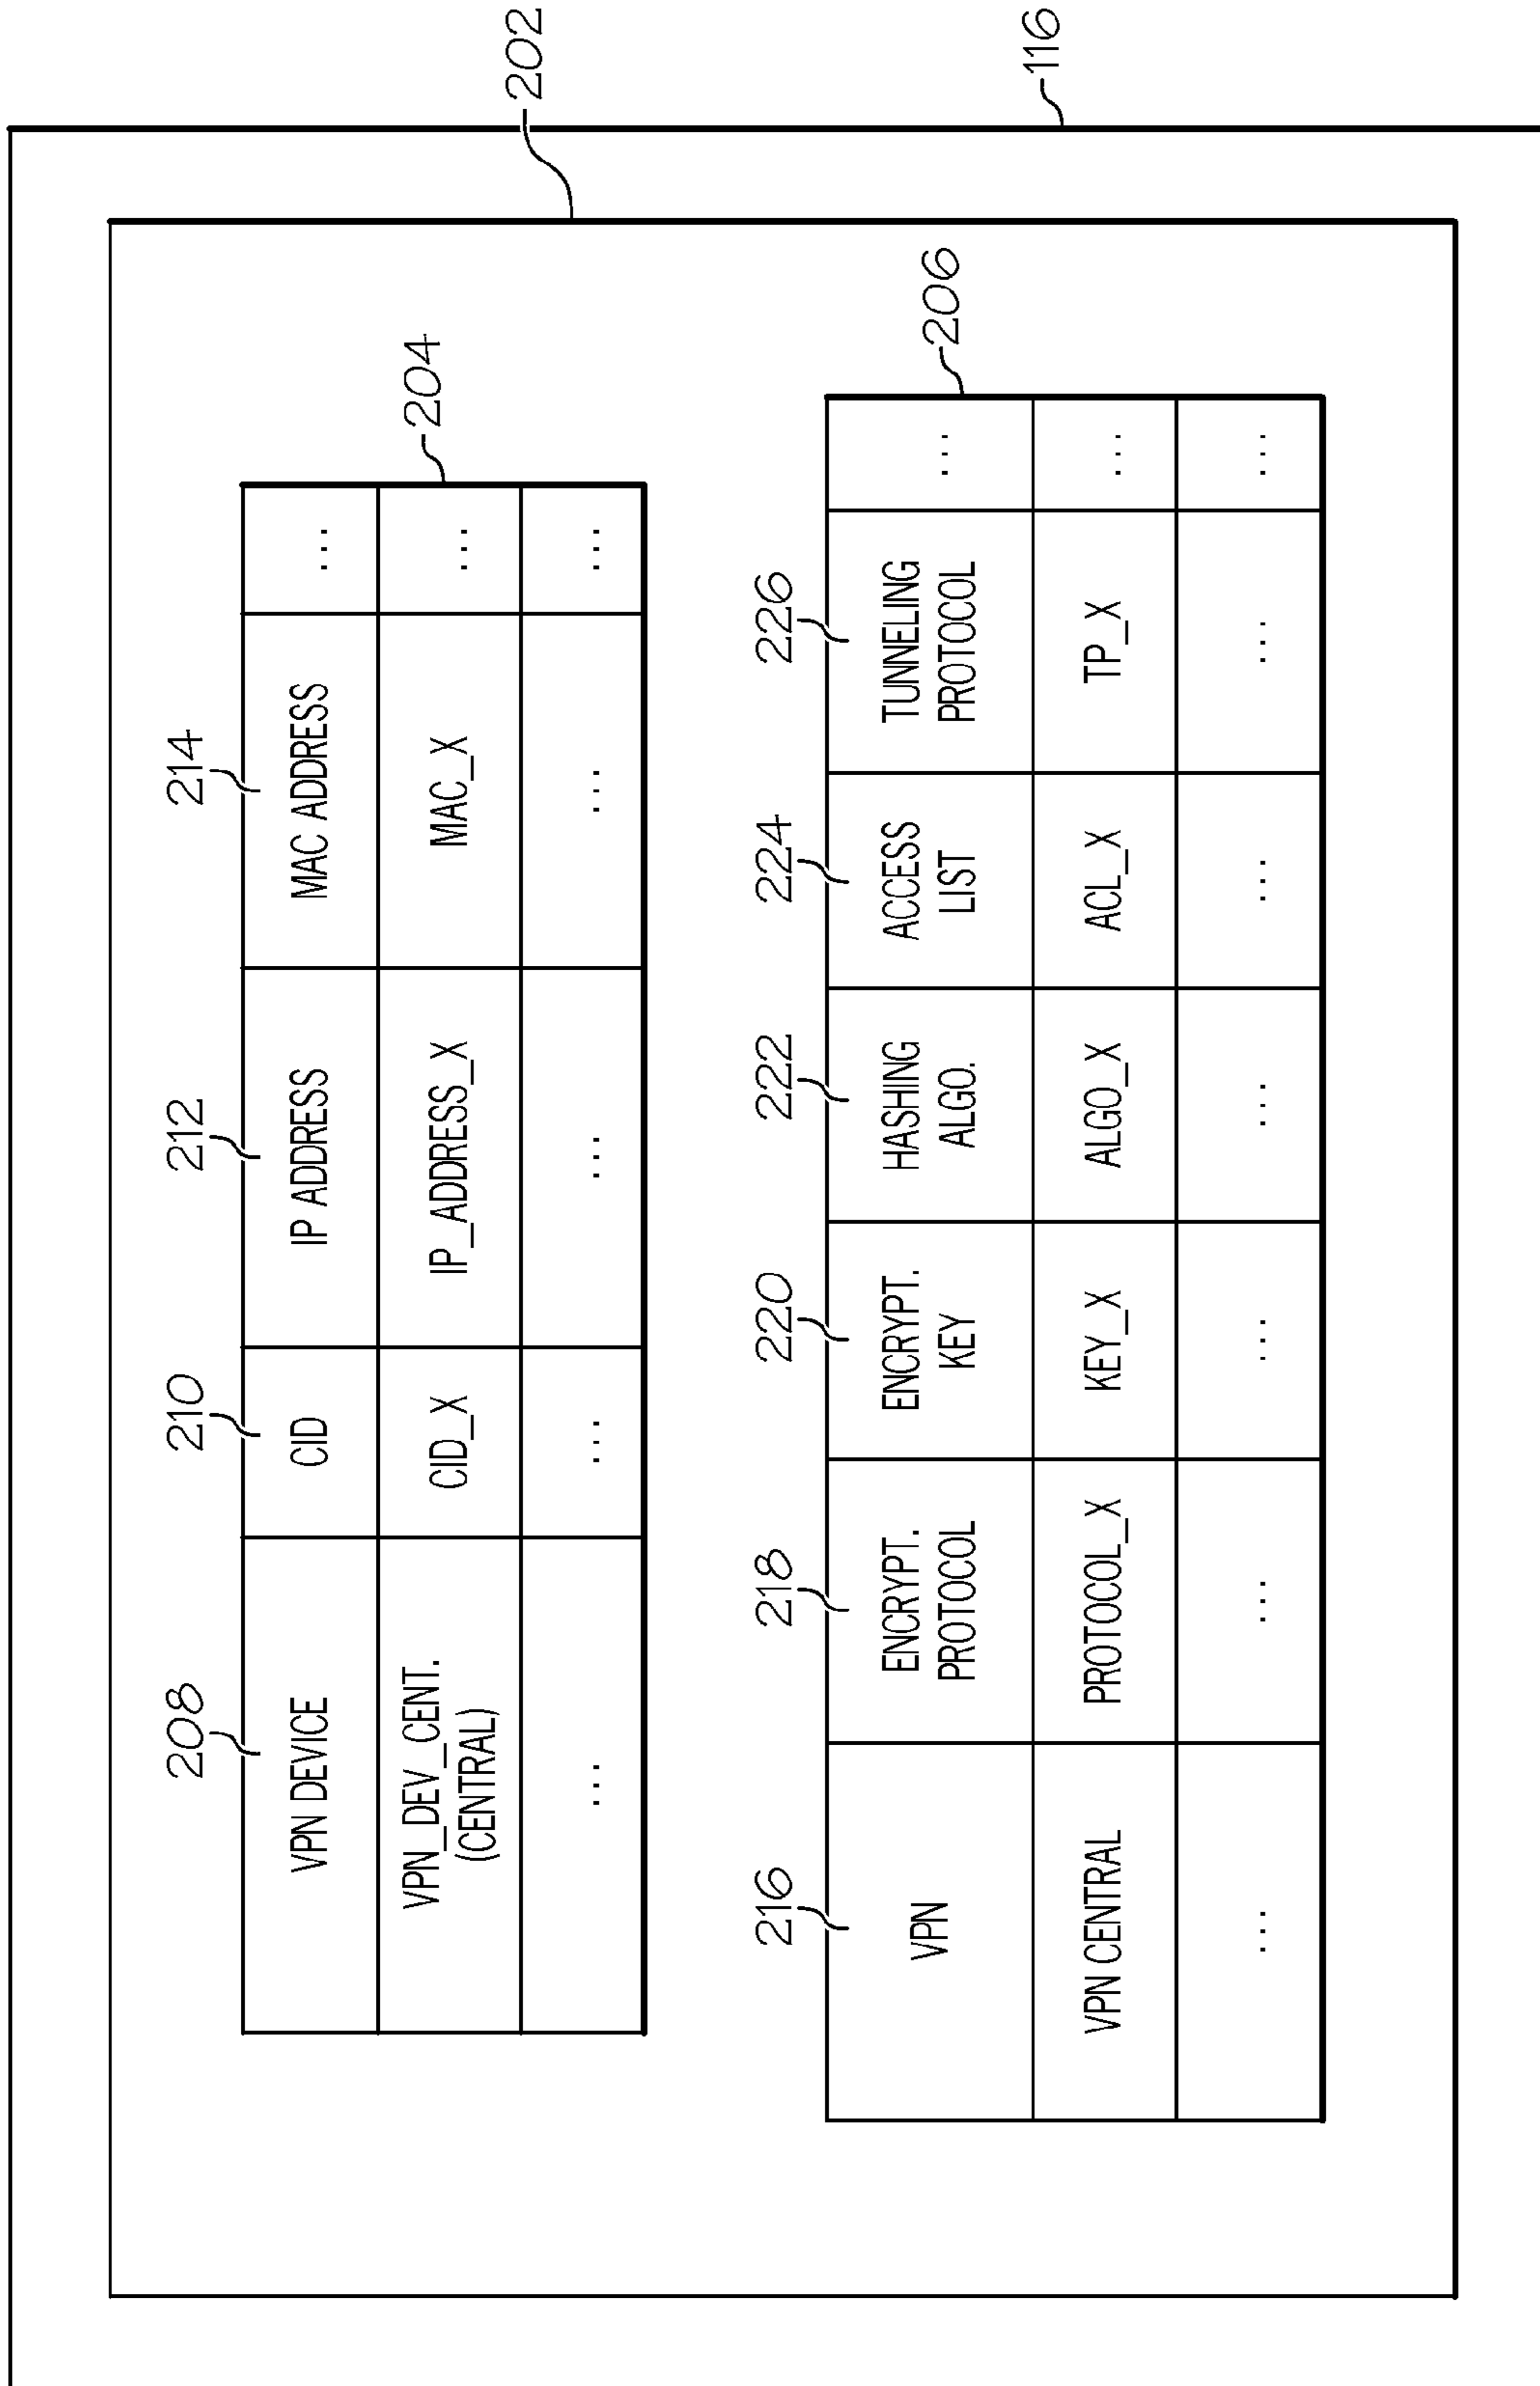 202
116
204
208
210
212
214
VPN DEVICE
CID
IP ADDRESS
MAC ADDRESS
...
VPN_DEV_CENT.
(CENTRAL)
CID_X
IP_ADDRESS_X
MAC_X
...
...
...
...
...
...
206
216
218
220
222
224
226
VPN
ENCRYPT.
PROTOCOL
ENCRYPT.
KEY
HASHING
ALGO.
ACCESS
LIST
TUNNELING
PROTOCOL
...
VPN CENTRAL
PROTOCOL_X
KEY_X
ALGO_X
ACL_X
TP_X
...
...
...
...
...
...
...
...